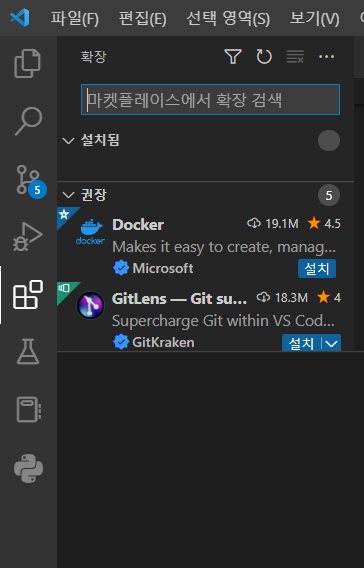 파일(F) 편집(E) 선택 영역(S) 보기(V)
확장
마켓플레이스에서 확장 검색
설치됨
권장 5
5
Docker 19.1M 4.5
docker
Makes it easy to create, manag...
Microsoft 설치
GitLens — Git su... 18.3M 4
Supercharge Git within VS Cod...
GitKraken 설치